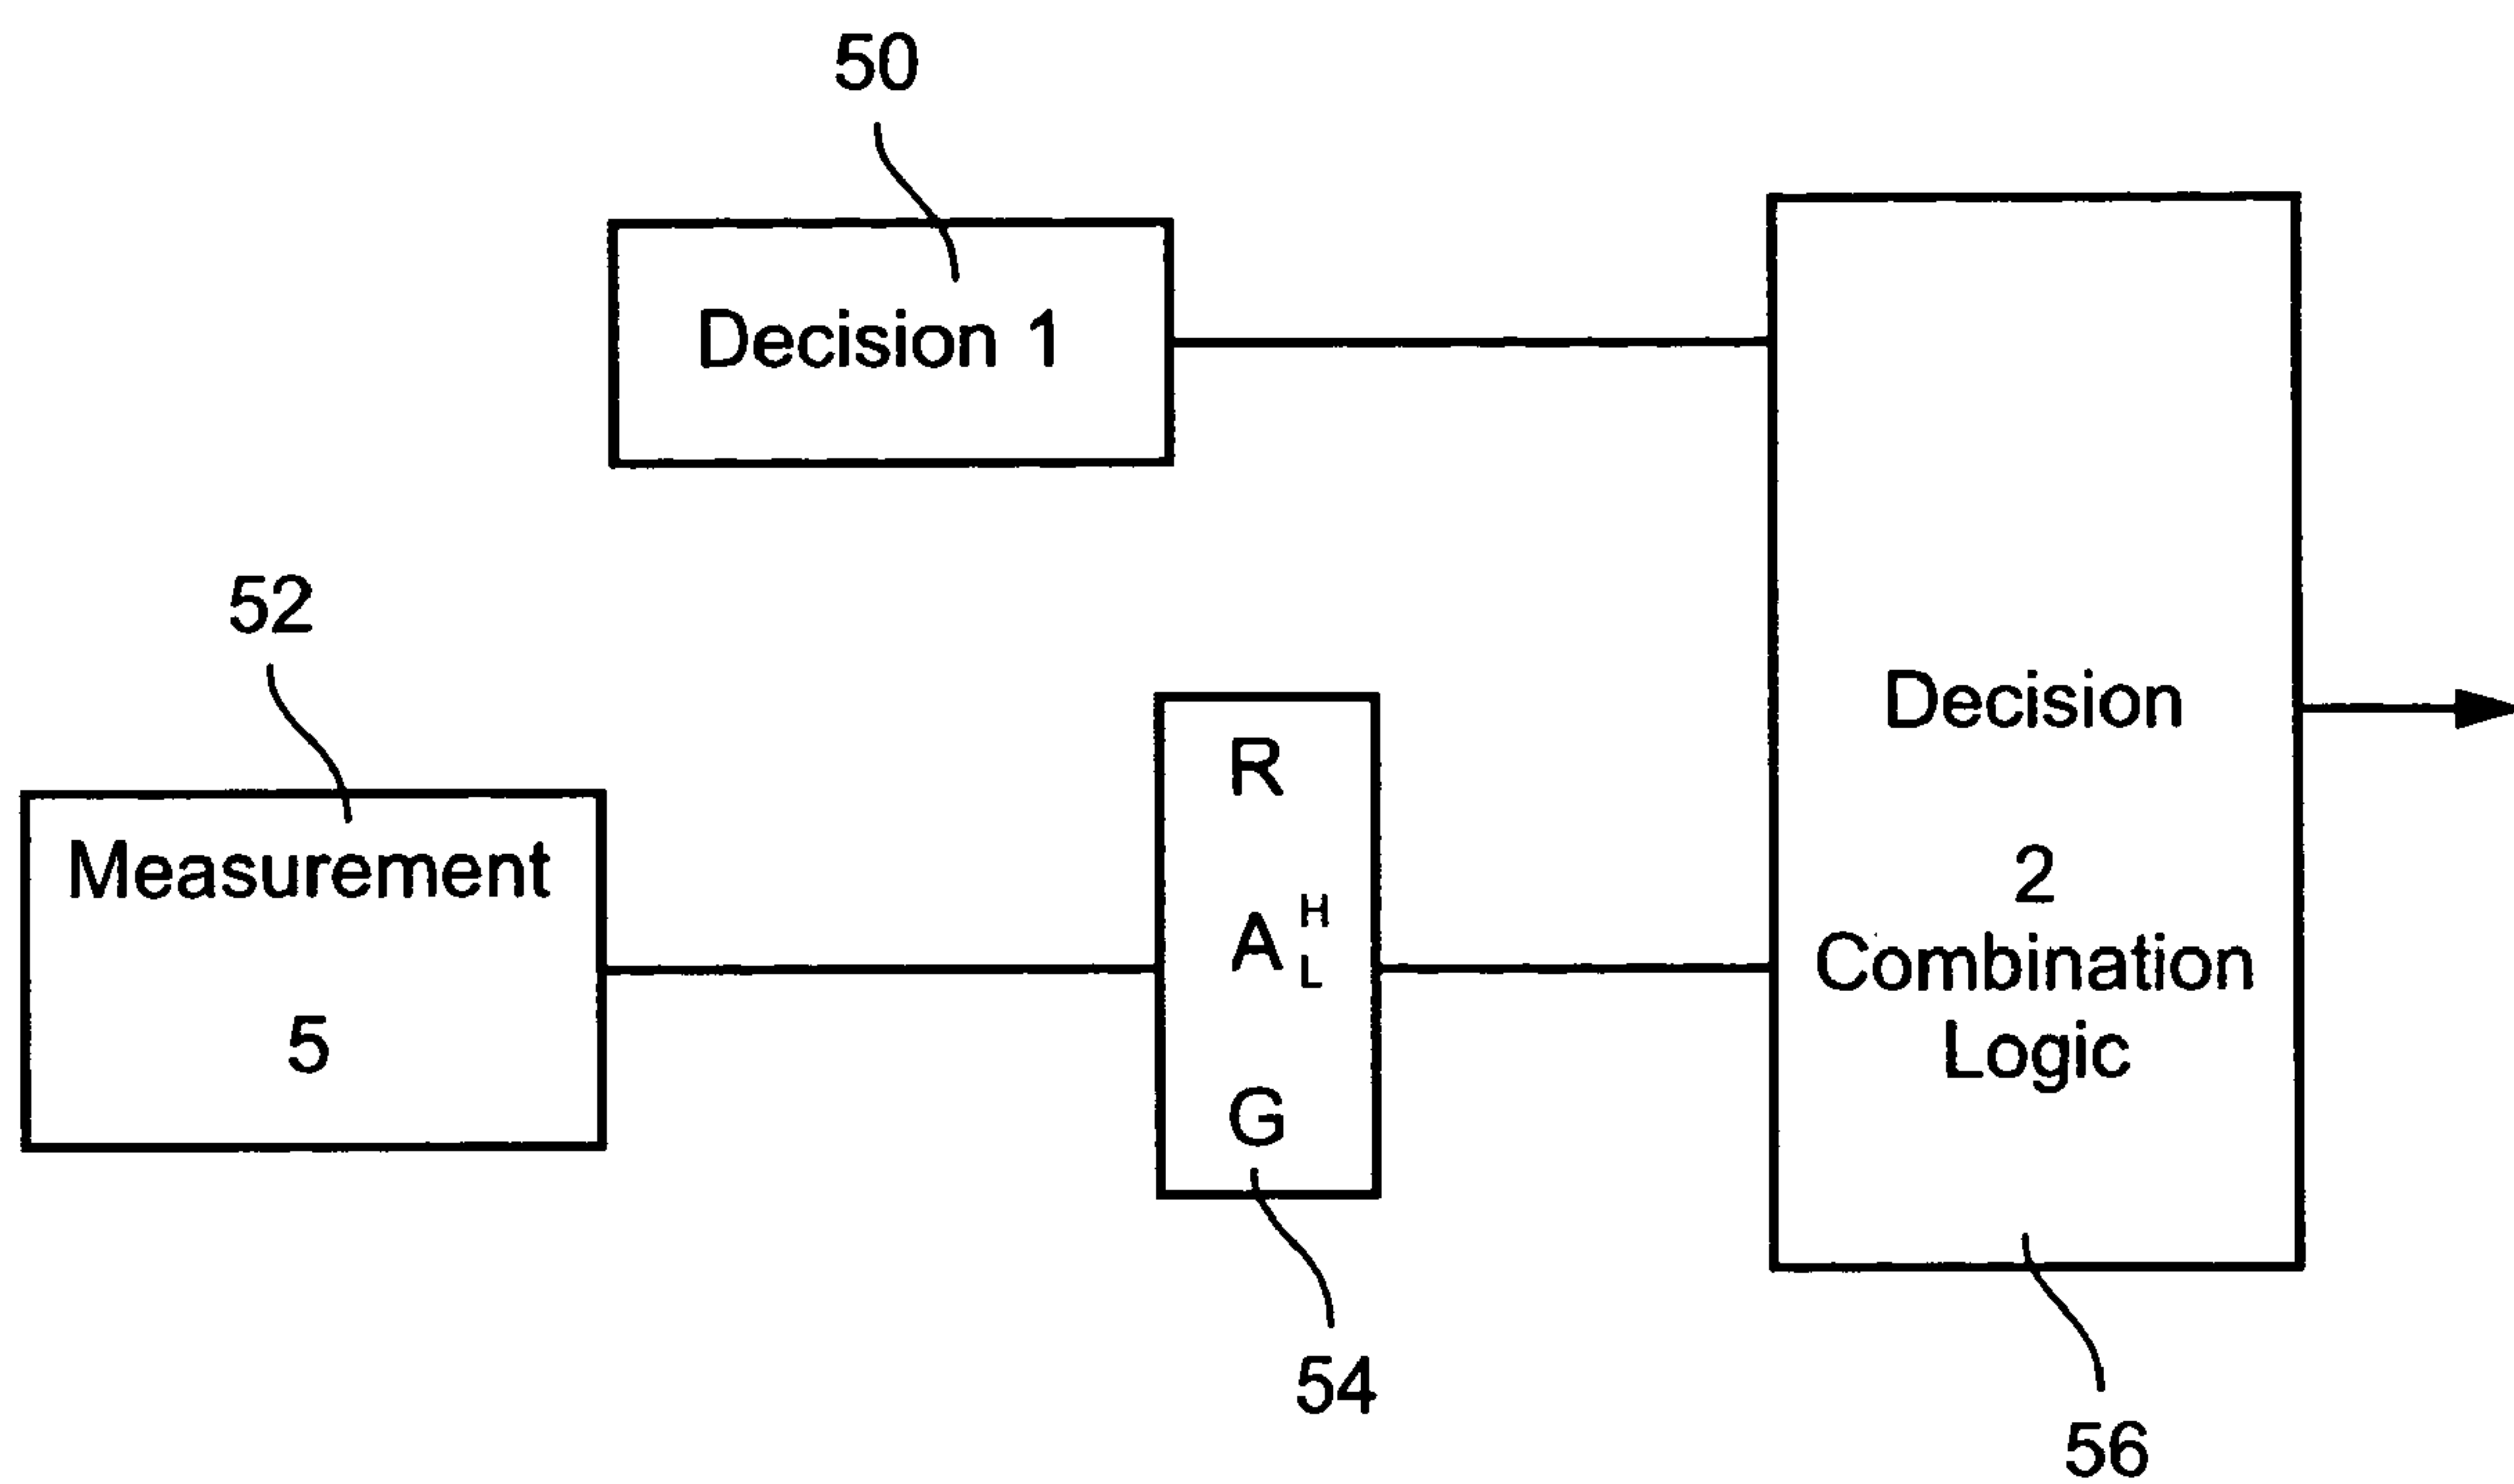 50
Decision 1
52
Measurement
5
R
A H
L
G
54
Decision
2
Combination
Logic
56